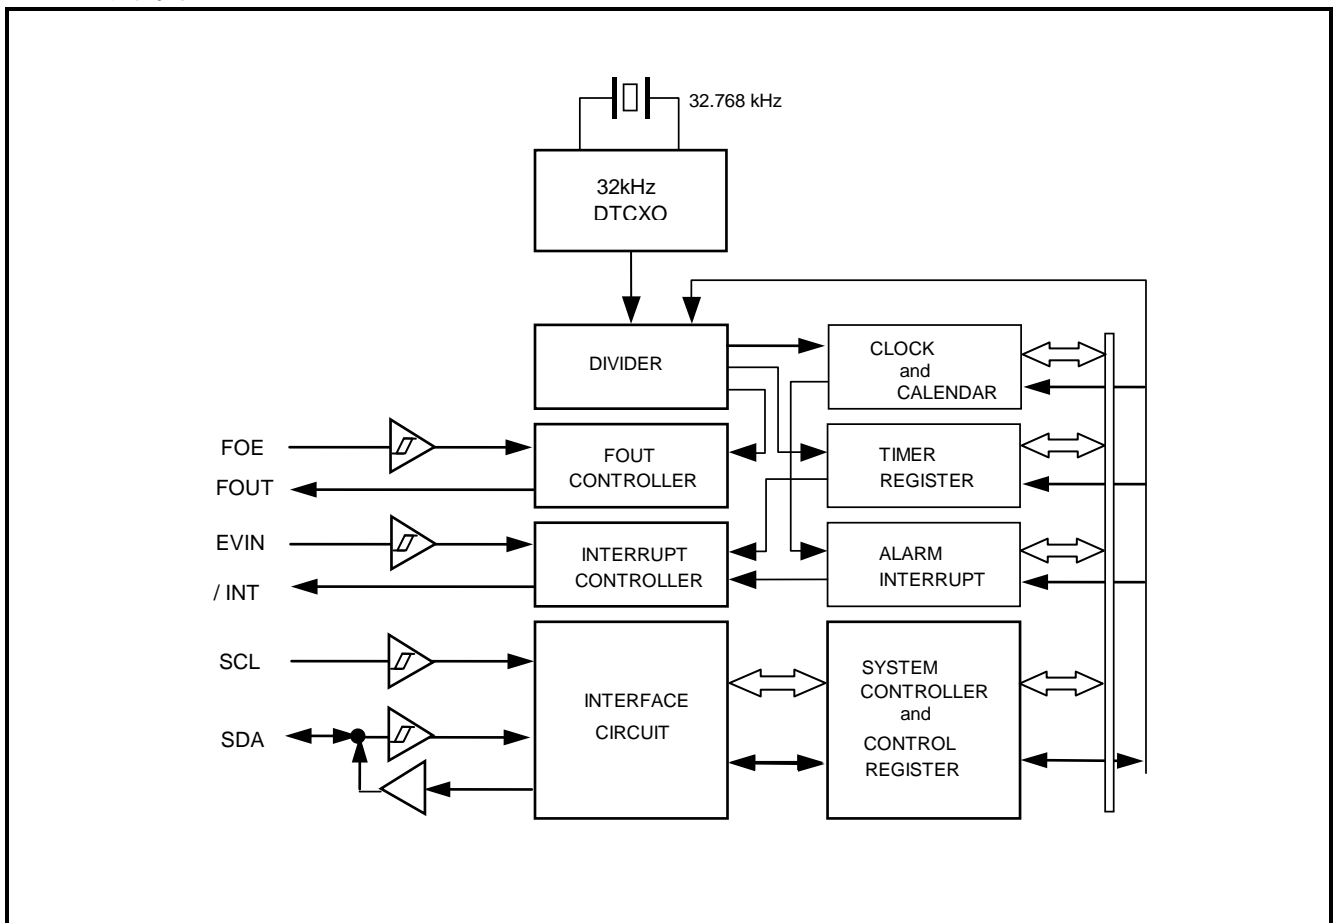 32.768 kHz
32kHz
DTCXO
DIVIDER
CLOCK
and
CALENDAR
FOE
FOUT
CONTROLLER
FOUT
TIMER
REGISTER
EVIN
INTERRUPT
CONTROLLER
/ INT
ALARM
INTERRUPT
SCL
SDA
INTERFACE
CIRCUIT
SYSTEM
CONTROLLER
and
CONTROL
REGISTER